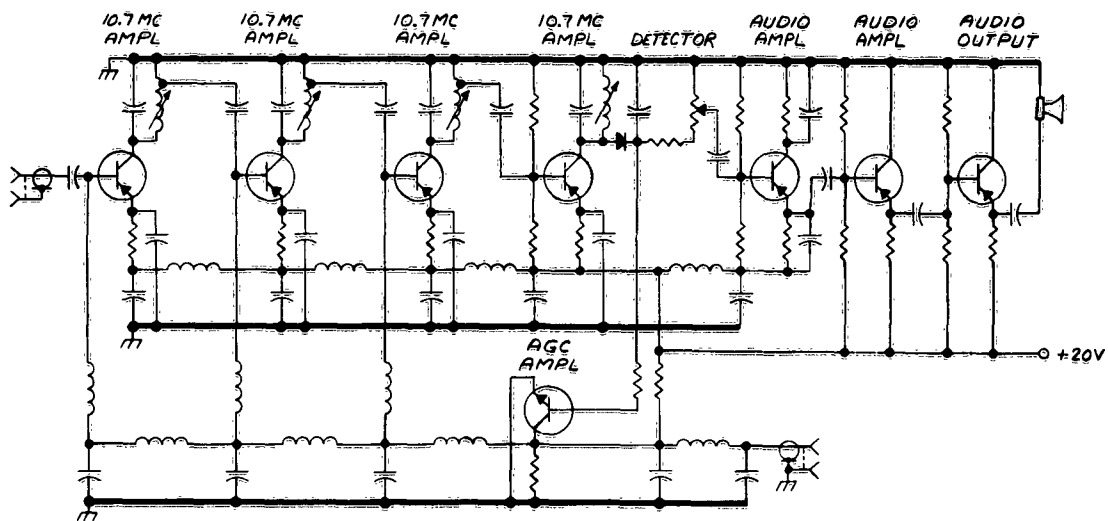 10.7 MC
AMPL
10.7 MC
AMPL
10.7 MC
AMPL
10.7 MC
AMPL
DETECTOR
AUDIO
AMPL
AUDIO
AMPL
AUDIO
OUTPUT
+20V
AGC
AMPL